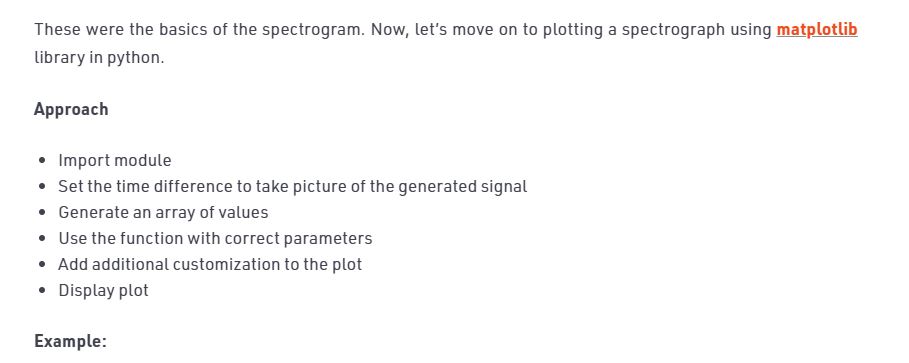 These were the basics of the spectrogram. Now, let's move on to plotting a spectrograph using matplotlib
library in python.
Approach
• Import module
• Set the time difference to take picture of the generated signal
• Generate an array of values
• Use the function with correct parameters
• Add additional customization to the plot
• Display plot
Example: